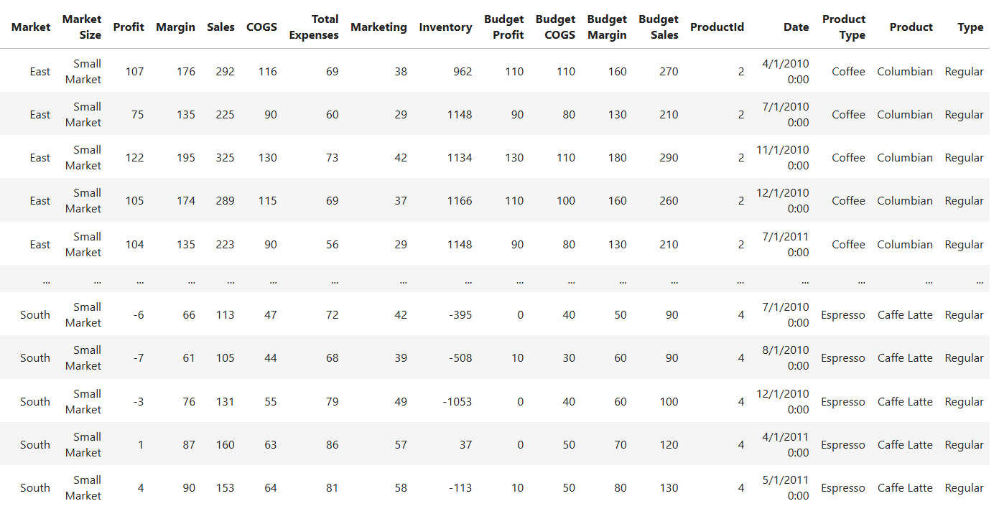 Market Market Size Profit Margin Sales COGS Total Expenses Marketing Inventory Budget Profit Budget COGS Budget Margin Budget Sales ProductId Date Product Type Product Type
East Small Market 107 176 292 116 69 38 962 110 110 160 270 2 4/1/2010 0:00 Coffee Columbian Regular
East Small Market 75 135 225 90 60 29 1148 90 80 130 210 2 7/1/2010 0:00 Coffee Columbian Regular
East Small Market 122 195 325 130 73 42 1134 130 110 180 290 2 11/1/2010 0:00 Coffee Columbian Regular
East Small Market 105 174 289 115 69 37 1166 110 100 160 260 2 12/1/2010 0:00 Coffee Columbian Regular
East Small Market 104 135 223 90 56 29 1148 90 80 130 210 2 7/1/2011 0:00 Coffee Columbian Regular
... ... ... ... ... ... ... ... ... ... ... ... ... ... ... ... ... ...
South Small Market -6 66 113 47 72 42 -395 0 40 50 90 4 7/1/2010 0:00 Espresso Caffe Latte Regular
South Small Market -7 61 105 44 68 39 -508 10 30 60 90 4 8/1/2010 0:00 Espresso Caffe Latte Regular
South Small Market -3 76 131 55 79 49 -1053 0 40 60 100 4 12/1/2010 0:00 Espresso Caffe Latte Regular
South Small Market 1 87 160 63 86 57 37 0 50 70 120 4 4/1/2011 0:00 Espresso Caffe Latte Regular
South Small Market 4 90 153 64 81 58 -113 10 50 80 130 4 5/1/2011 0:00 Espresso Caffe Latte Regular